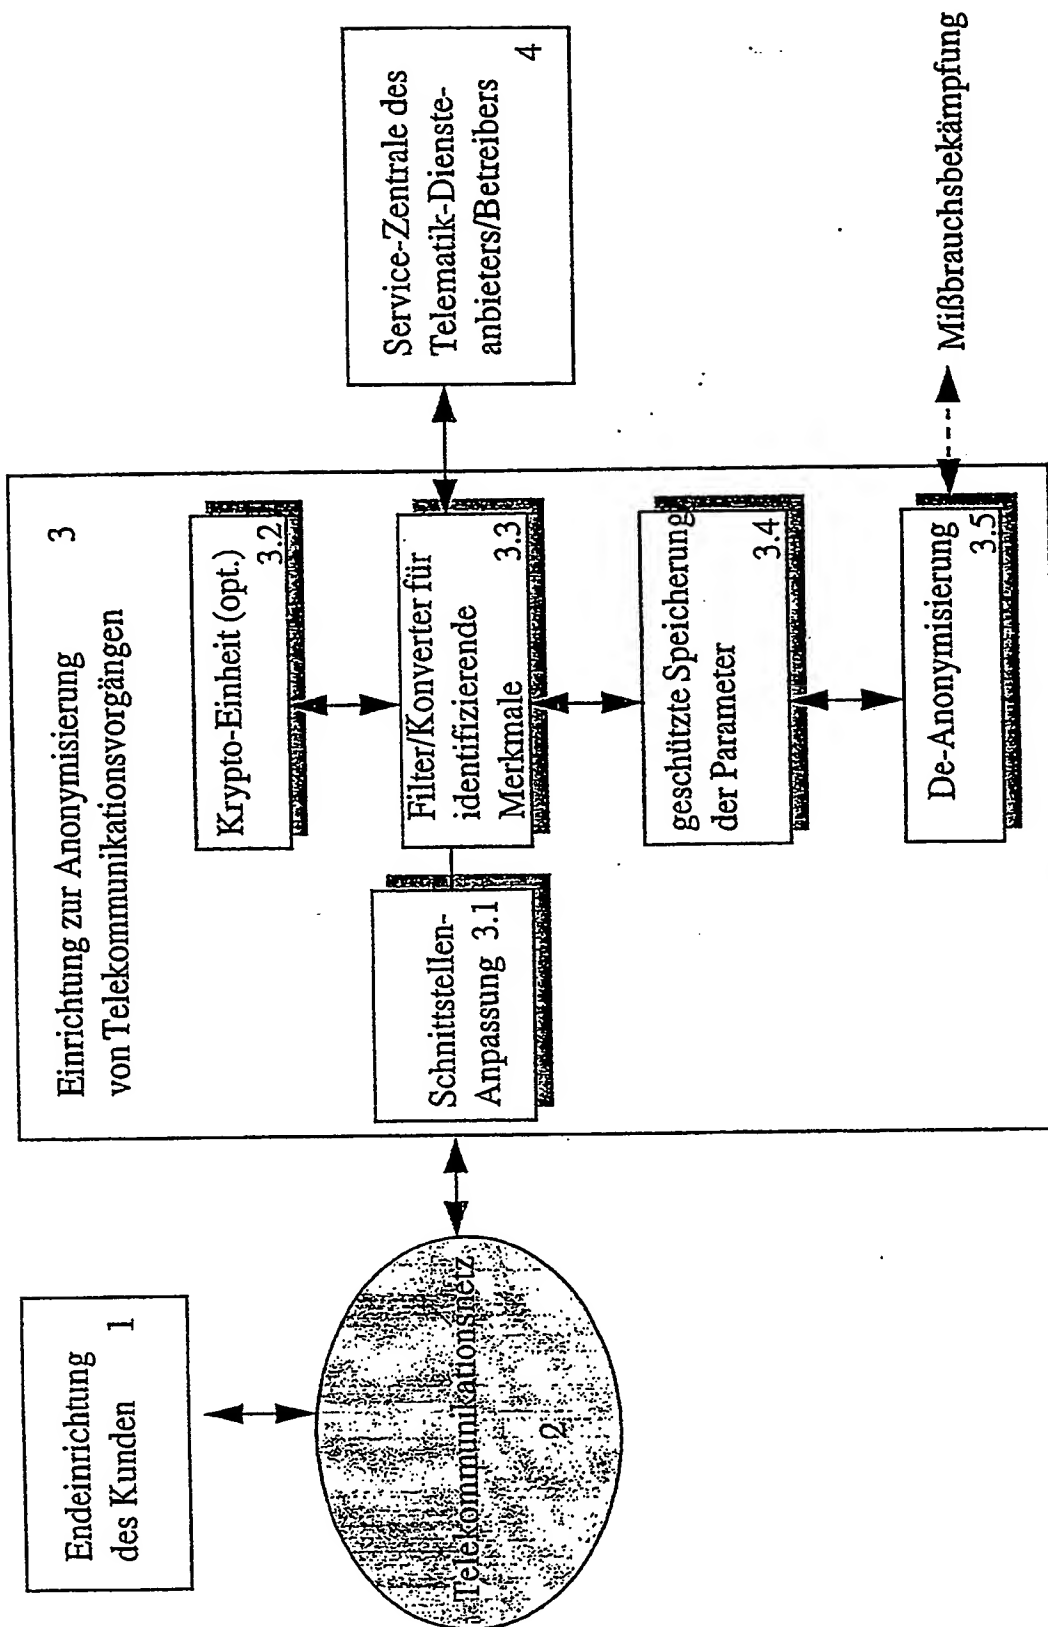 Endeinrichtung
des Kunden 1
Telekommunikationsnetz
2
Einrichtung zur Anonymisierung 3
von Telekommunikationsvorgängen
Krypto-Einheit (opt.)
3.2
Schnittstellen-
Anpassung 3.1
Filter/Konverter für
identifizierende 3.3
Merkmale
geschützte Speicherung
der Parameter 3.4
De-Anonymisierung
3.5
Service-Zentrale des
Telematik-Dienste-
anbieters/Betreibers
4
Mißbrauchsbekämpfung